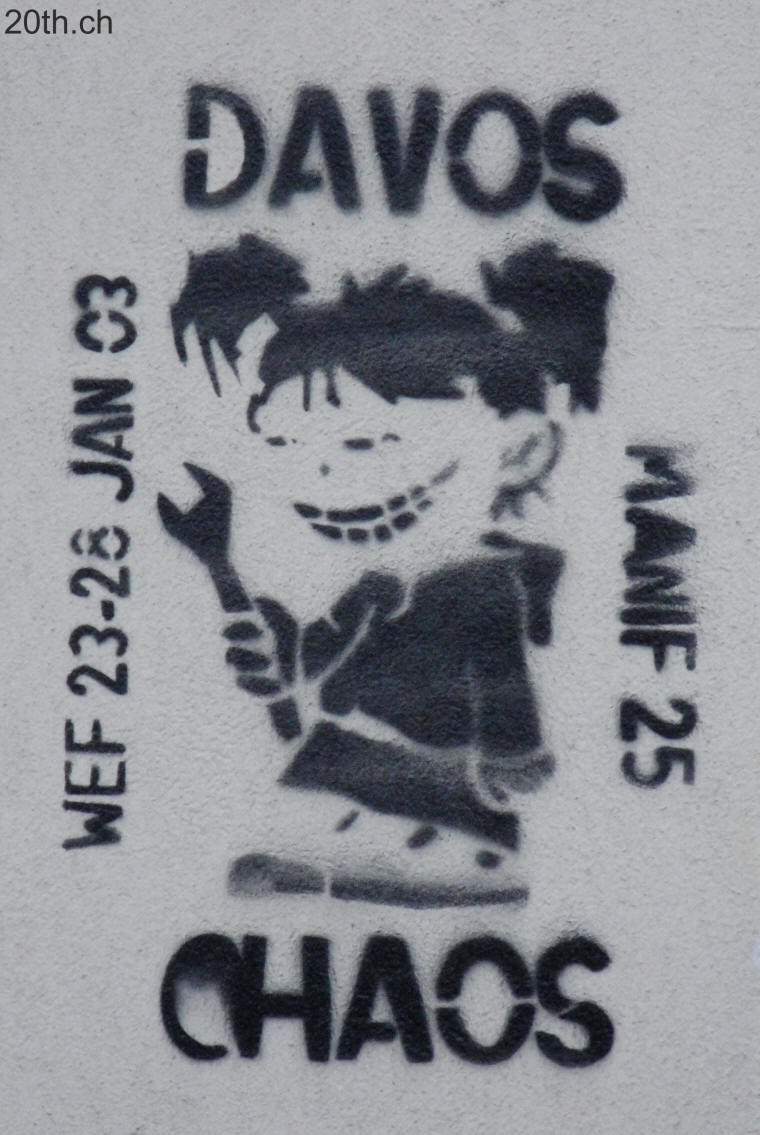 20th.ch
DAVOS
WEF 23-28 JAN 03
MANIF 25
CHAOS